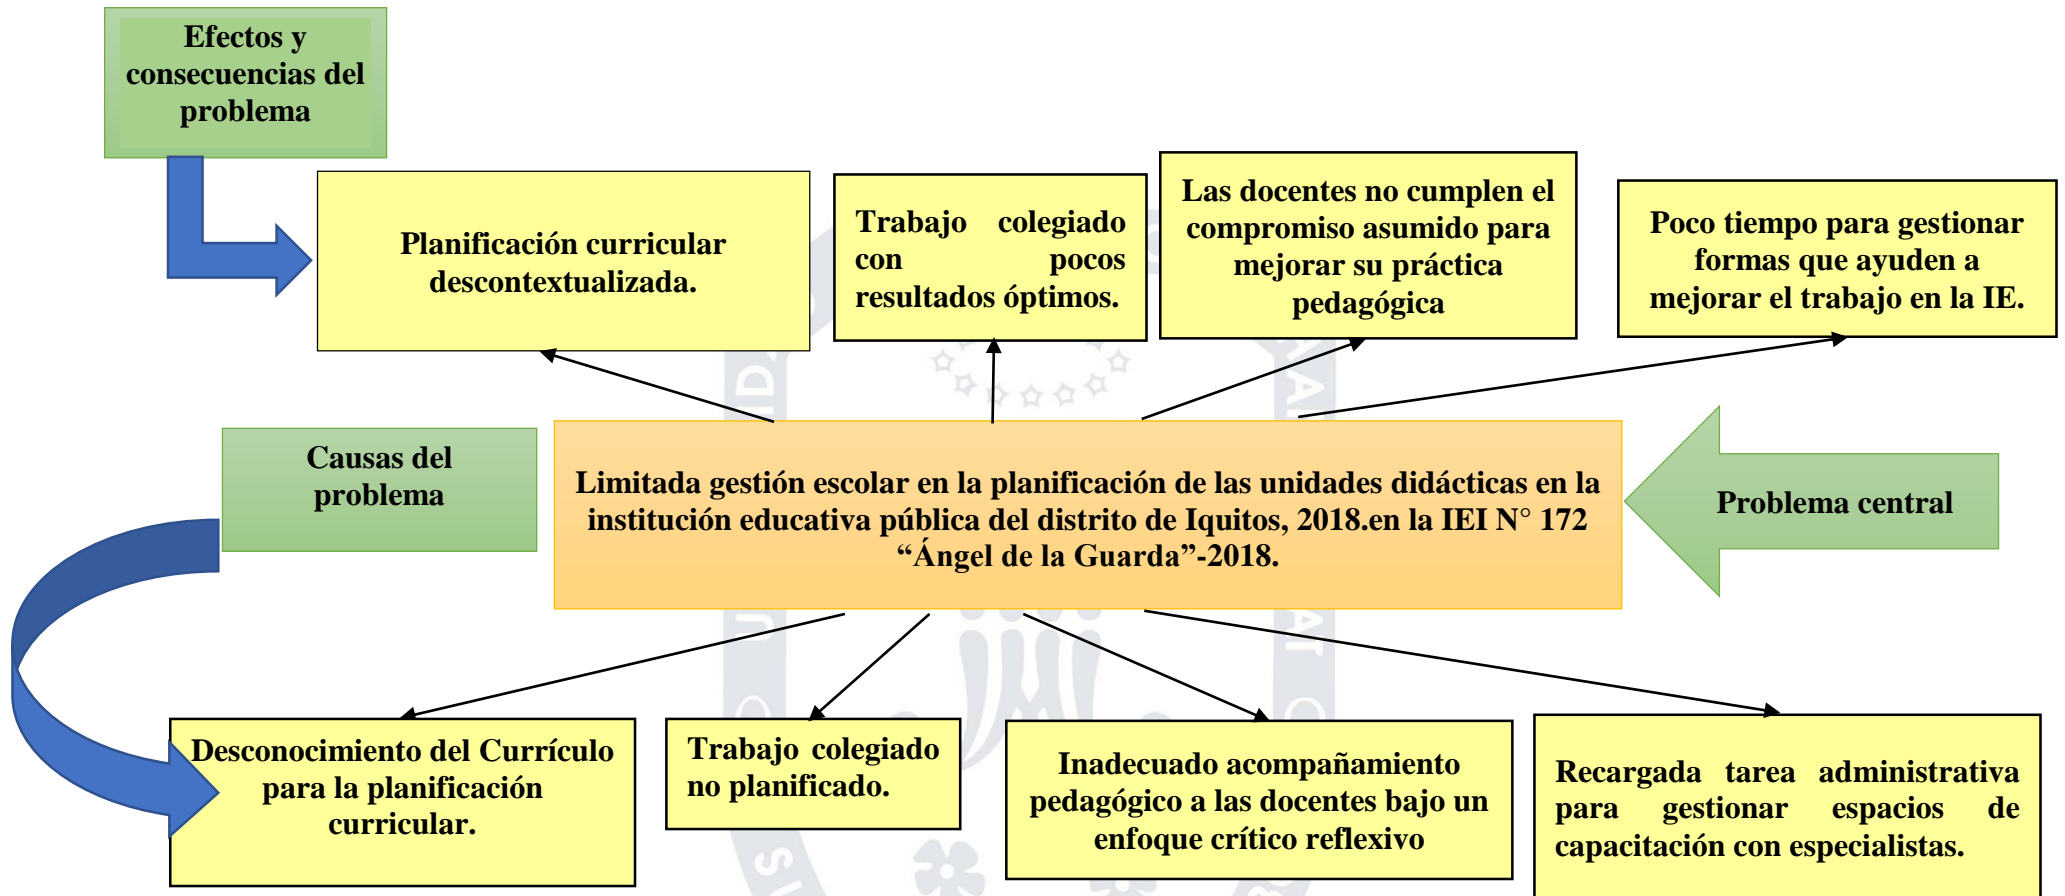 Efectos y
consecuencias del
problema
Planificación curricular
descontextualizada.
Trabajo colegiado
con pocos
resultados óptimos.
Las docentes no cumplen el
compromiso asumido para
mejorar su práctica
pedagógica
Poco tiempo para gestionar
formas que ayuden a
mejorar el trabajo en la IE.
Causas del
problema
Limitada gestión escolar en la planificación de las unidades didácticas en la
institución educativa pública del distrito de Iquitos, 2018.en la IEI N° 172
“Ángel de la Guarda”-2018.
Problema central
Desconocimiento del Currículo
para la planificación
curricular.
Trabajo colegiado
no planificado.
Inadecuado acompañamiento
pedagógico a las docentes bajo un
enfoque crítico reflexivo
Recargada tarea administrativa
para gestionar espacios de
capacitación con especialistas.